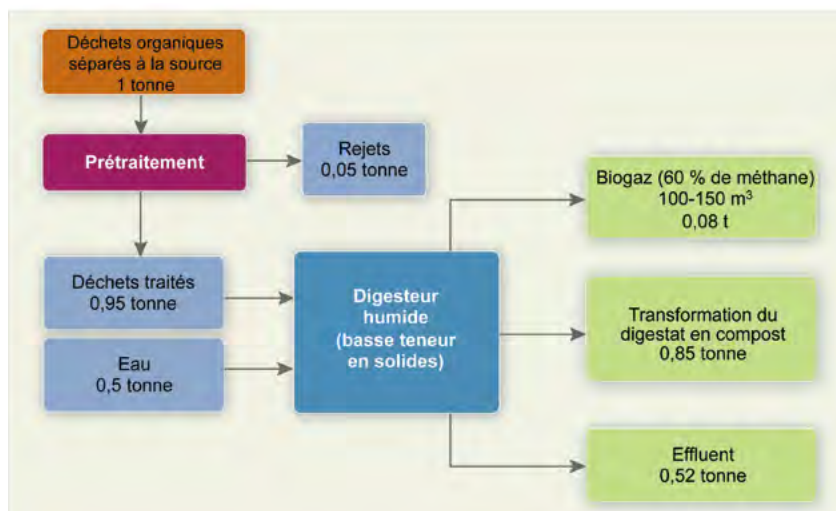 Déchets organiques
séparés à la source
1 tonne
Prétraitement
Rejets
0,05 tonne
Déchets traités
0,95 tonne
Eau
0,5 tonne
Digesteur
humide
(basse teneur
en solides)
Biogaz (60 % de méthane)
100-150 m³
0,08 t
Transformation du
digestat en compost
0,85 tonne
Effluent
0,52 tonne